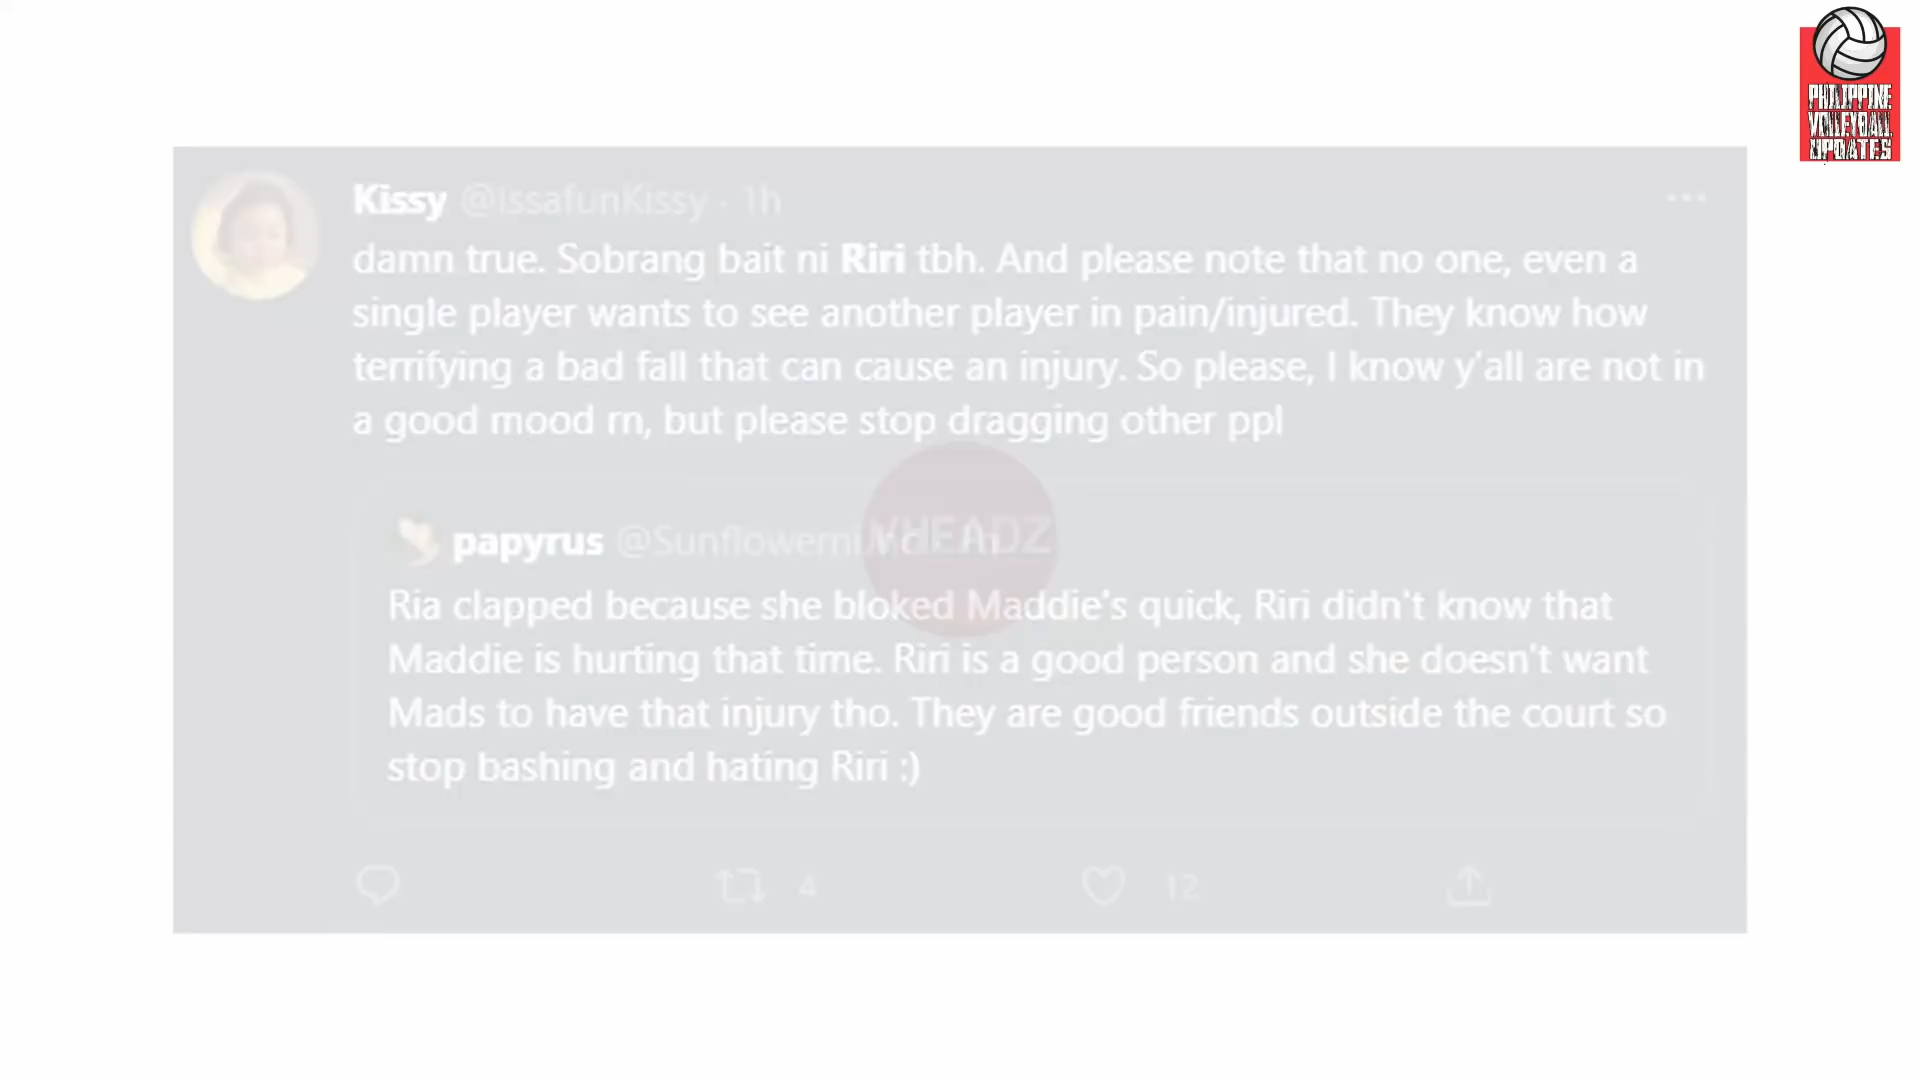 PHILIPPINE
VOLLEYBALL
UPDATES
Kissy @IssafunKissy · 1h
damn true. Sobrang bait ni Riri tbh. And please note that no one, even a
single player wants to see another player in pain/injured. They know how
terrifying a bad fall that can cause an injury. So please, I know y'all are not in
a good mood rn, but please stop dragging other ppl
papyrus
VHEADZ
Ria clapped because she bloked Maddie's quick, Riri didn't know that
Maddie is hurting that time. Riri is a good person and she doesn't want
Mads to have that injury tho. They are good friends outside the court so
stop bashing and hating Riri :)
4 12